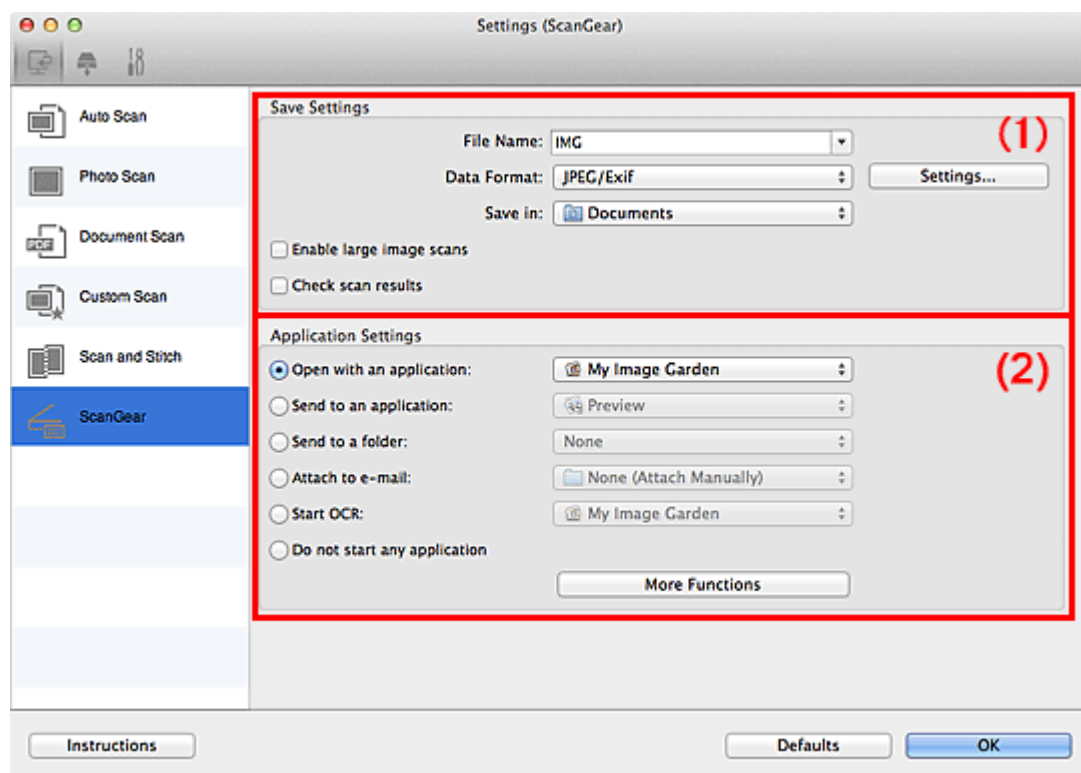 Settings (ScanGear)
Auto Scan
Photo Scan
PDF
Document Scan
Custom Scan
Scan and Stitch
ScanGear
Save Settings
(1)
File Name: IMG
Data Format: JPEG/Exif Settings...
Save in: Documents
Enable large image scans
Check scan results
Application Settings
(2)
Open with an application: My Image Garden
Send to an application: Preview
Send to a folder: None
Attach to e-mail: None (Attach Manually)
Start OCR: My Image Garden
Do not start any application
More Functions
Instructions Defaults OK